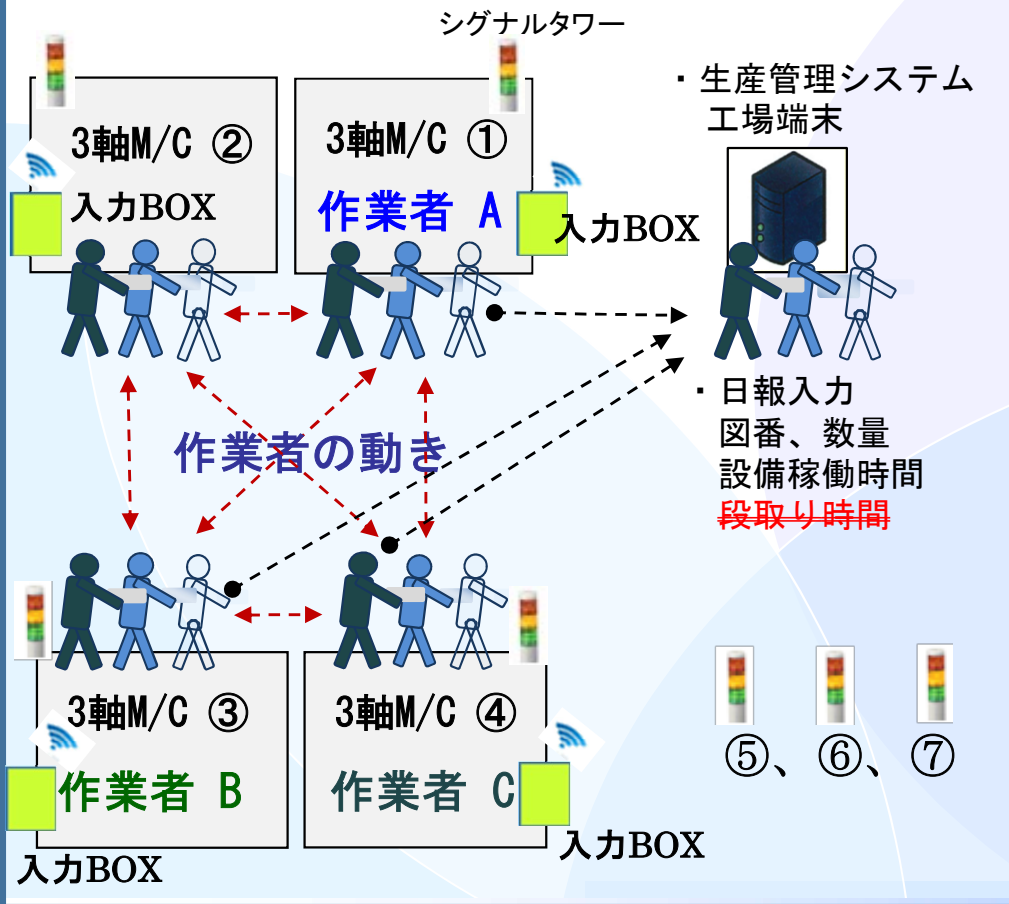 シグナルタワー
3軸M/C ②
入力BOX
3軸M/C ①
作業者 A
入力BOX
・生産管理システム
工場端末
・日報入力
図番、数量
設備稼働時間
段取り時間
作業者の動き
3軸M/C ③
作業者 B
入力BOX
3軸M/C ④
作業者 C
入力BOX
⑤、⑥、⑦